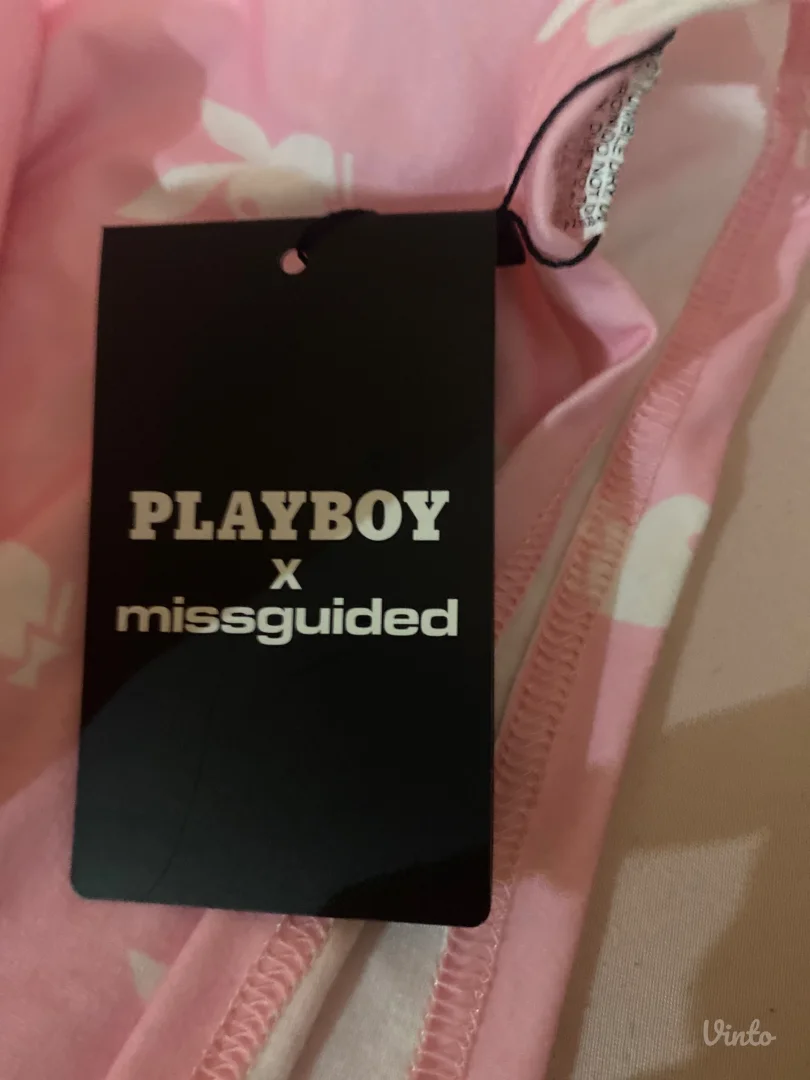 PLAYBOY
X
missguided
Vinto